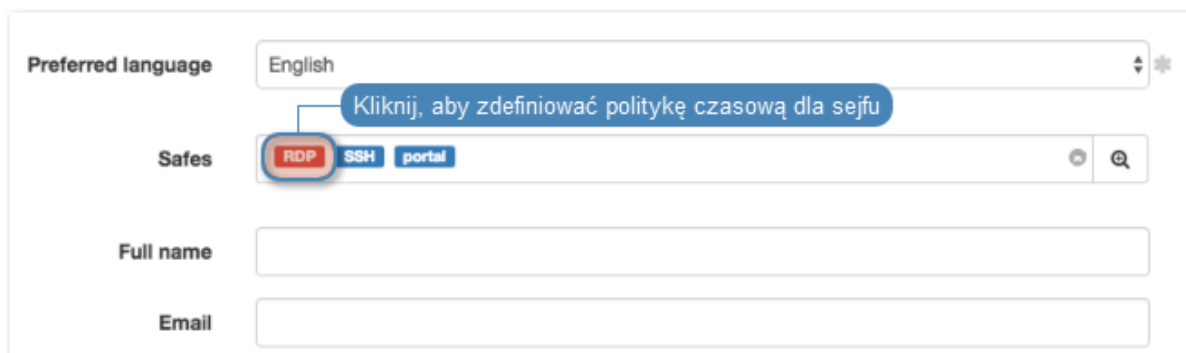 Preferred language English
Kliknij, aby zdefiniować politykę czasową dla sejfu
Safes RDP SSH portal
Full name
Email